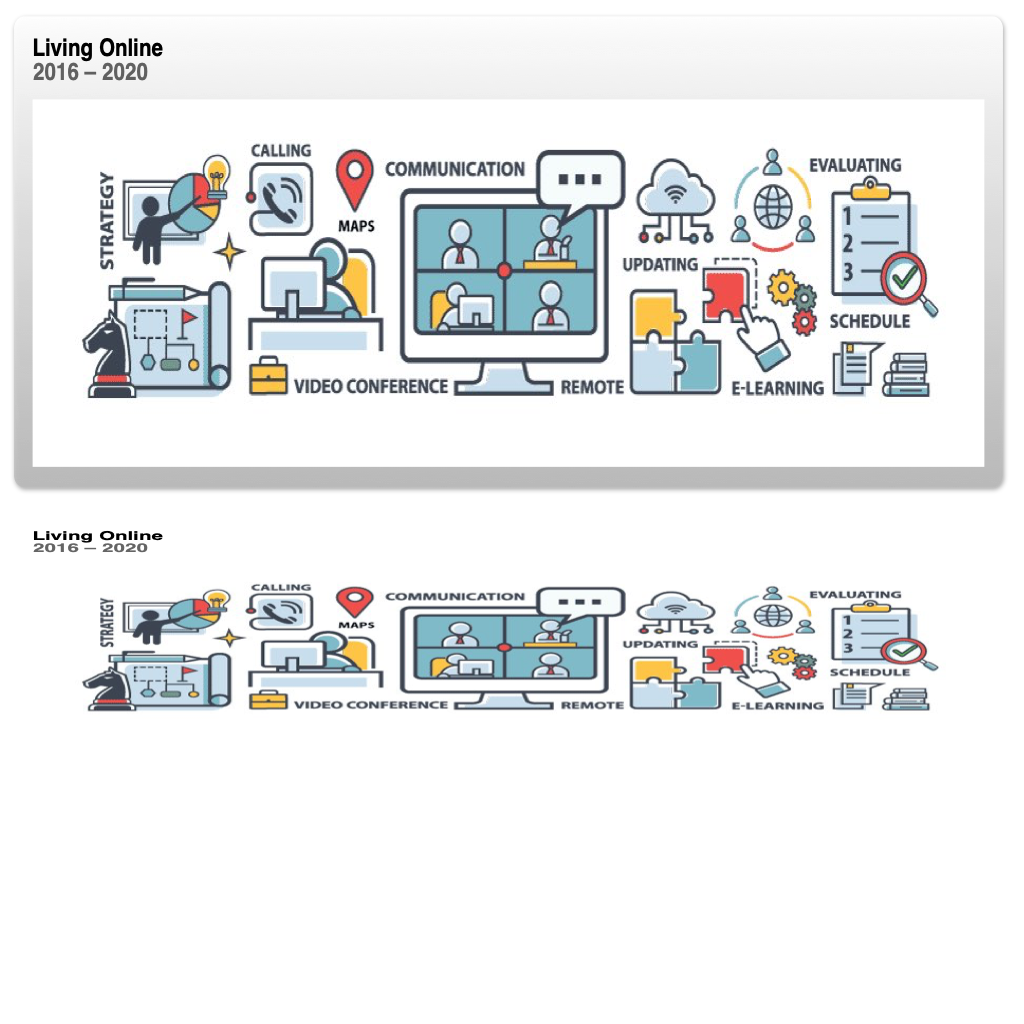 Living Online
2016 – 2020
CALLING
COMMUNICATION
EVALUATING
STRATEGY
MAPS
1
2
3
UPDATING
SCHEDULE
VIDEO CONFERENCE
REMOTE
E-LEARNING
Living Online
2016 – 2020
CALLING
COMMUNICATION
EVALUATING
STRATEGY
MAPS
1
2
3
UPDATING
SCHEDULE
VIDEO CONFERENCE
REMOTE
E-LEARNING